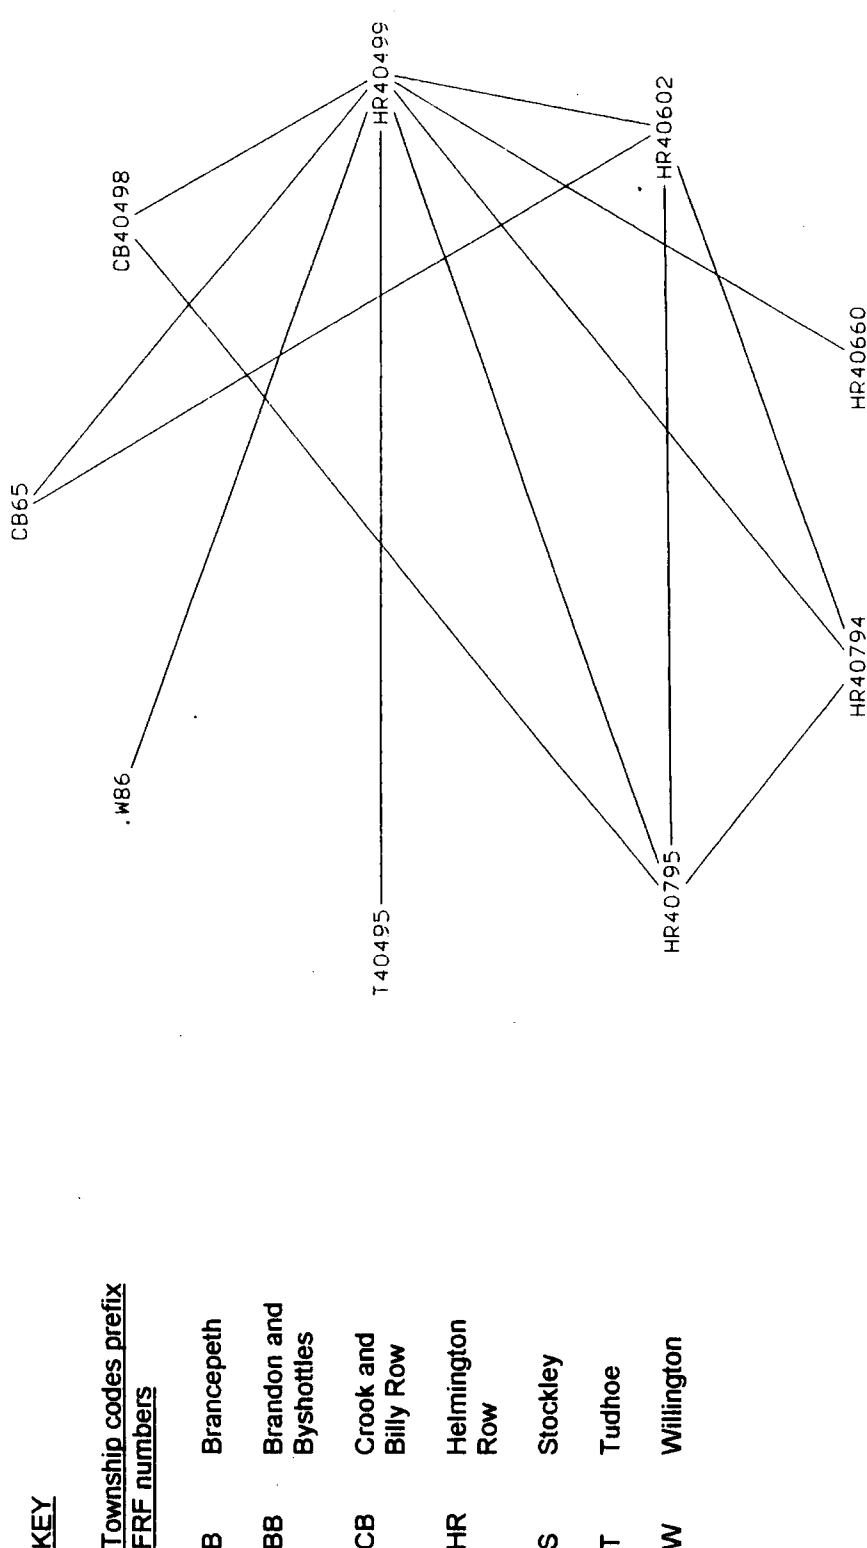 KEY
Township codes prefix
FRF numbers
B Brancepeth
BB Brandon and
Byshottles
CB Crook and
Billy Row
HR Helmington
Row
S Stockley
T Tudhoe
W Willington
CB65
W86
CB40498
T40495
HR40499
HR40795
HR40602
HR40794
HR40660